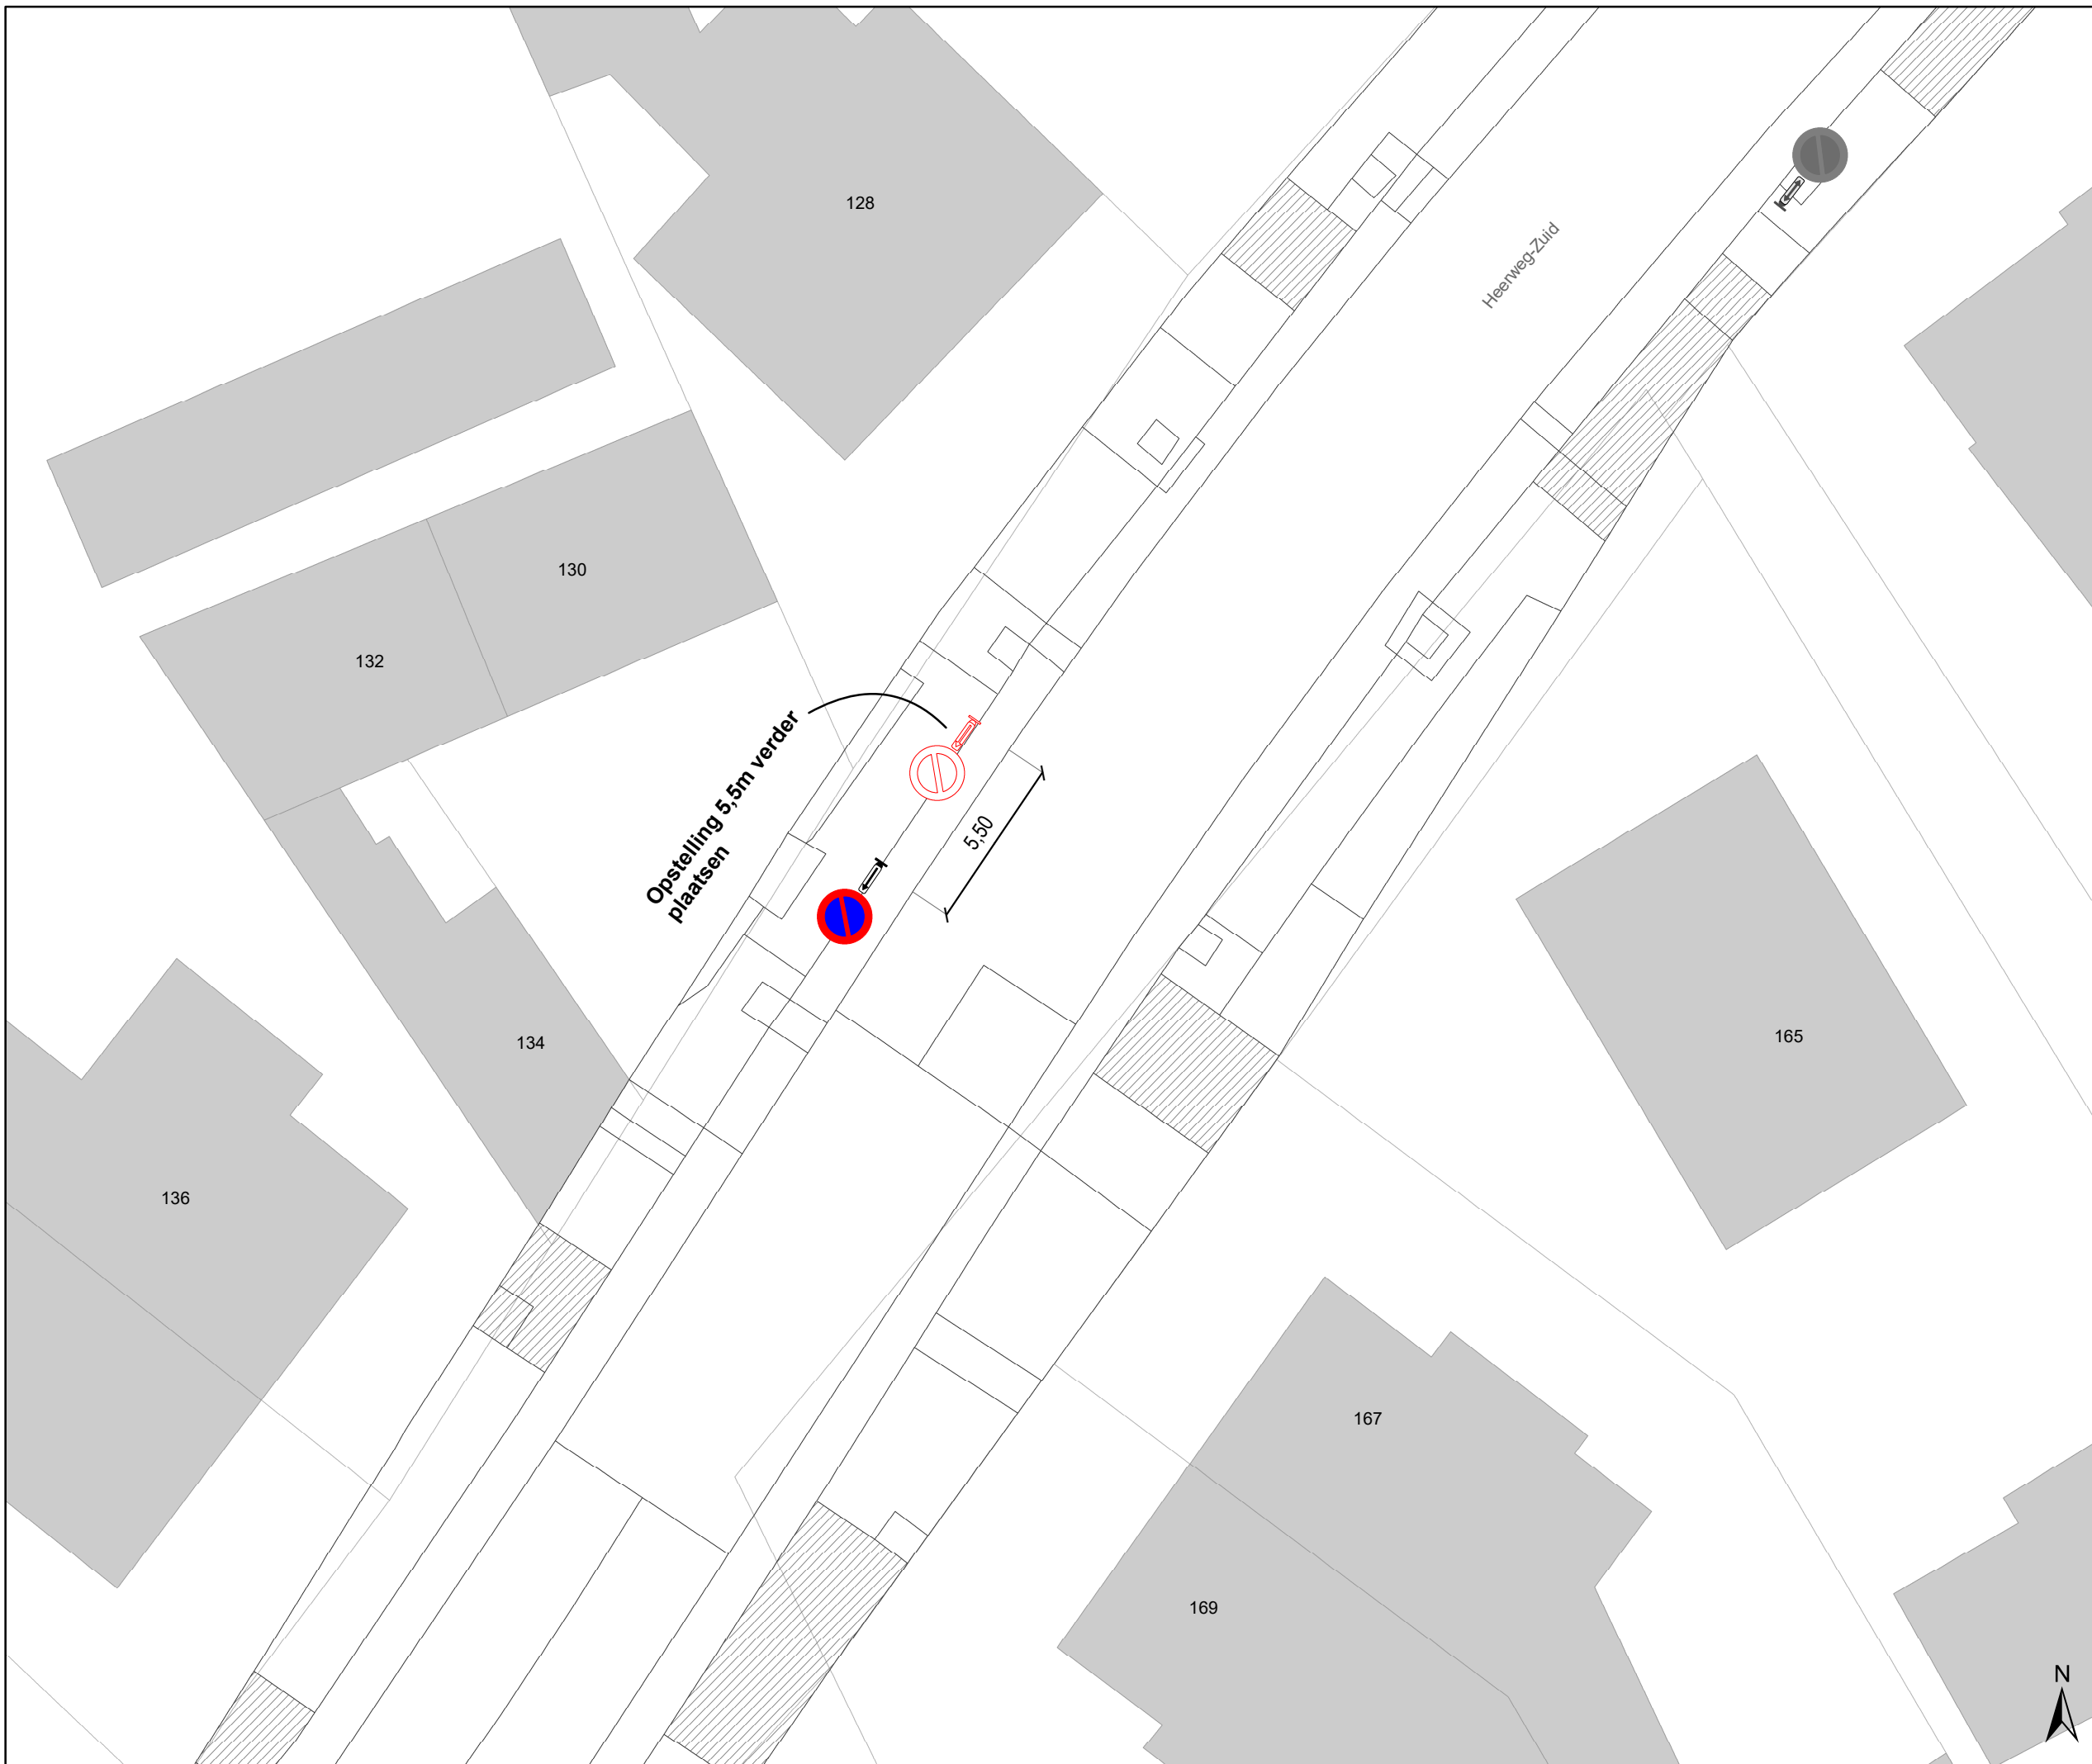 128
Heerweg-Zuid
130
132
Opstelling 5,5m verder
plaatsen
5,50
134
165
136
167
169
N